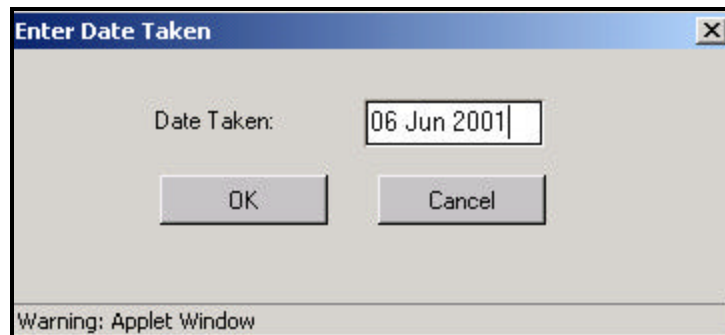 Enter Date Taken
Date Taken: 06 Jun 2001
OK Cancel
Warning: Applet Window